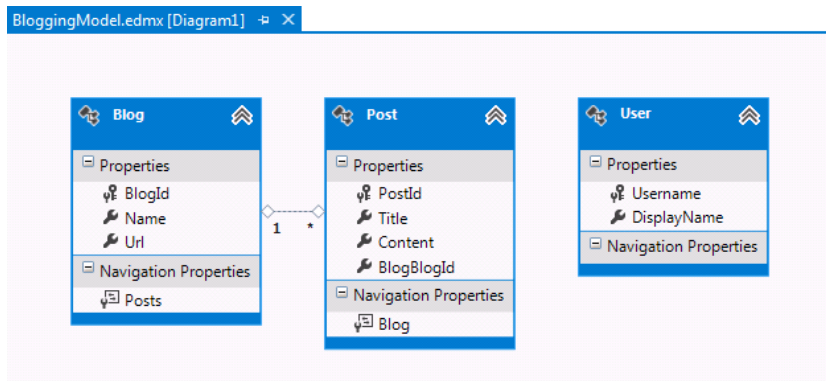 BloggingModel.edmx [Diagram1]
Blog
Properties
BlogId
Name
Url
Navigation Properties
Posts
1 *
Post
Properties
PostId
Title
Content
BlogBlogId
Navigation Properties
Blog
User
Properties
Username
DisplayName
Navigation Properties